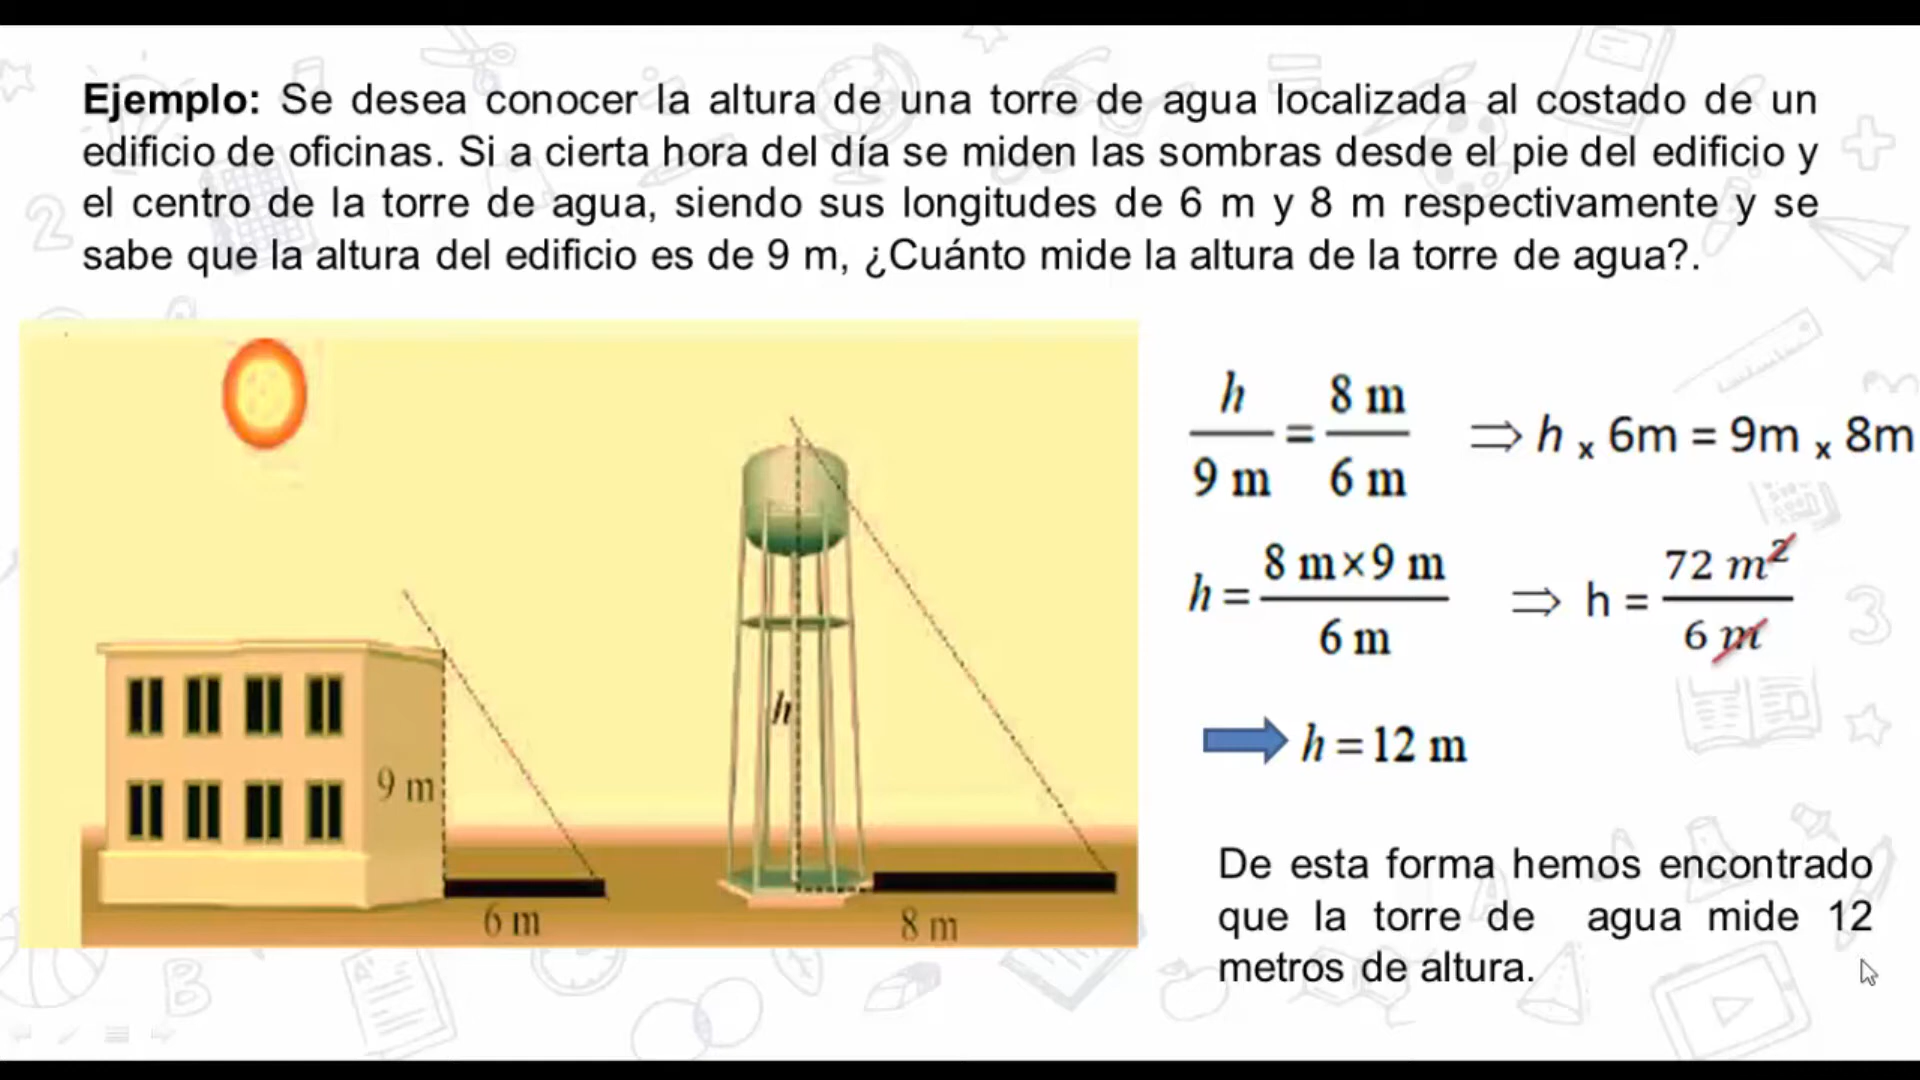 Ejemplo: Se desea conocer la altura de una torre de agua localizada al costado de un
edificio de oficinas. Si a cierta hora del día se miden las sombras desde el pie del edificio y
el centro de la torre de agua, siendo sus longitudes de 6 m y 8 m respectivamente y se
sabe que la altura del edificio es de 9 m, ¿Cuánto mide la altura de la torre de agua?.
h/9 m = 8 m/6 m ⇒ h x 6m = 9m x 8m
h = 8 m×9 m/6 m ⇒ h = 72 m²/6 m
h = 12 m
h
9 m
6 m
8 m
De esta forma hemos encontrado
que la torre de agua mide 12
metros de altura.